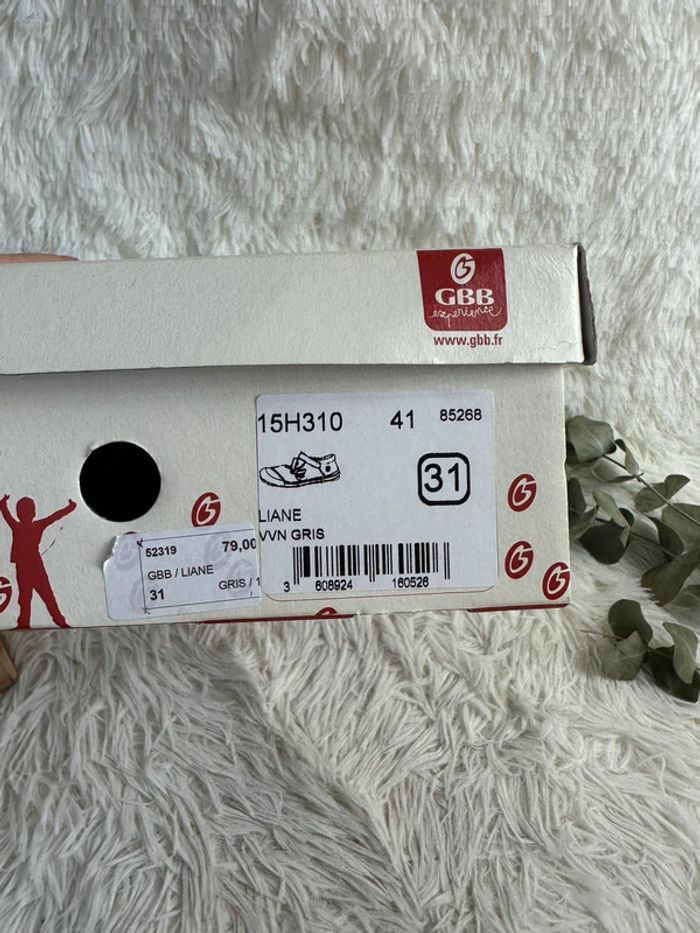 GBB
experience
www.gbb.fr
15H310 41 85268
31
LIANE
VVN GRIS
3 608924 160526
52319 79,00
GBB / LIANE
31 GRIS / 1